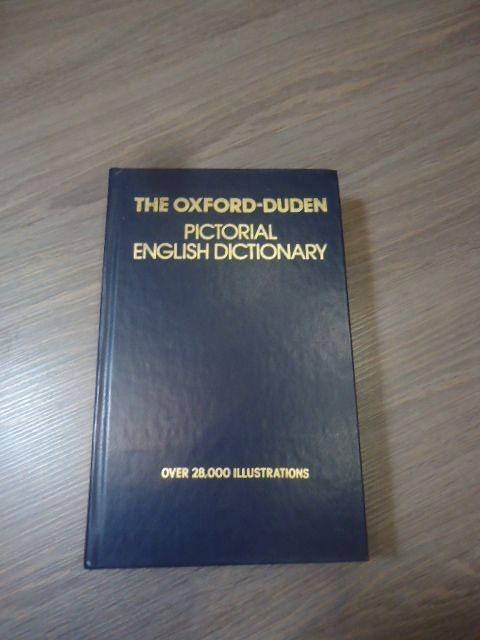 THE OXFORD-DUDEN
PICTORIAL
ENGLISH DICTIONARY
OVER 28,000 ILLUSTRATIONS